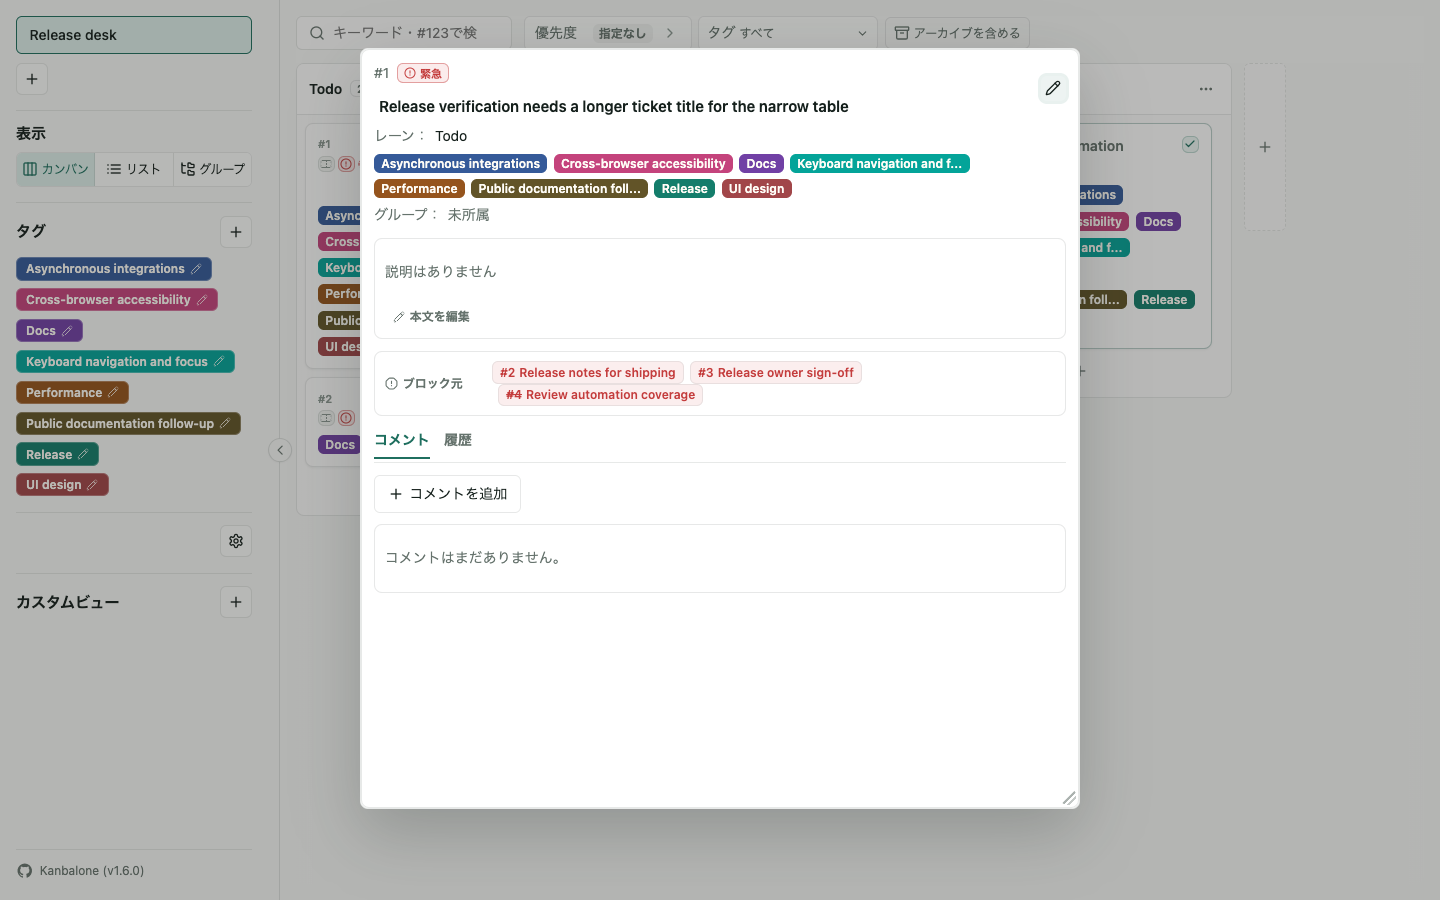 Release desk
表示
カンバン
リスト
グループ
タグ
Asynchronous integrations
Cross-browser accessibility
Docs
Keyboard navigation and focus
Performance
Public documentation follow-up
Release
UI design
カスタムビュー
Kanbalone (v1.6.0)
キーワード・#123で検
優先度 指定なし
タグ すべて
アーカイブを含める
Todo
#1
Async
Cross
Keybo
Perfor
Public
UI des
#2
Docs
#1 緊急
Release verification needs a longer ticket title for the narrow table
レーン： Todo
Asynchronous integrations Cross-browser accessibility Docs Keyboard navigation and f...
Performance Public documentation foll... Release UI design
グループ： 未所属
説明はありません
本文を編集
ブロック元
#2 Release notes for shipping #3 Release owner sign-off
#4 Review automation coverage
コメント 履歴
コメントを追加
コメントはまだありません。
mation
ations
ssibility Docs
and f...
n foll... Release